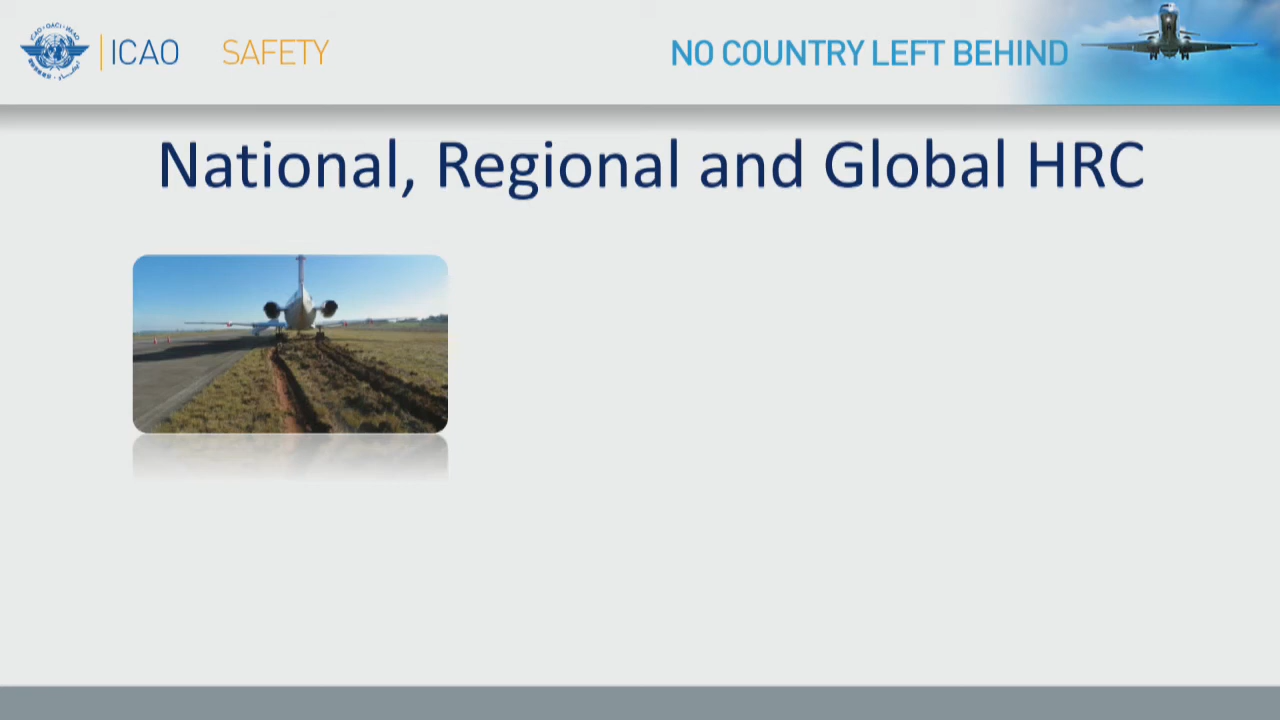 ICAO SAFETY
NO COUNTRY LEFT BEHIND
National, Regional and Global HRC